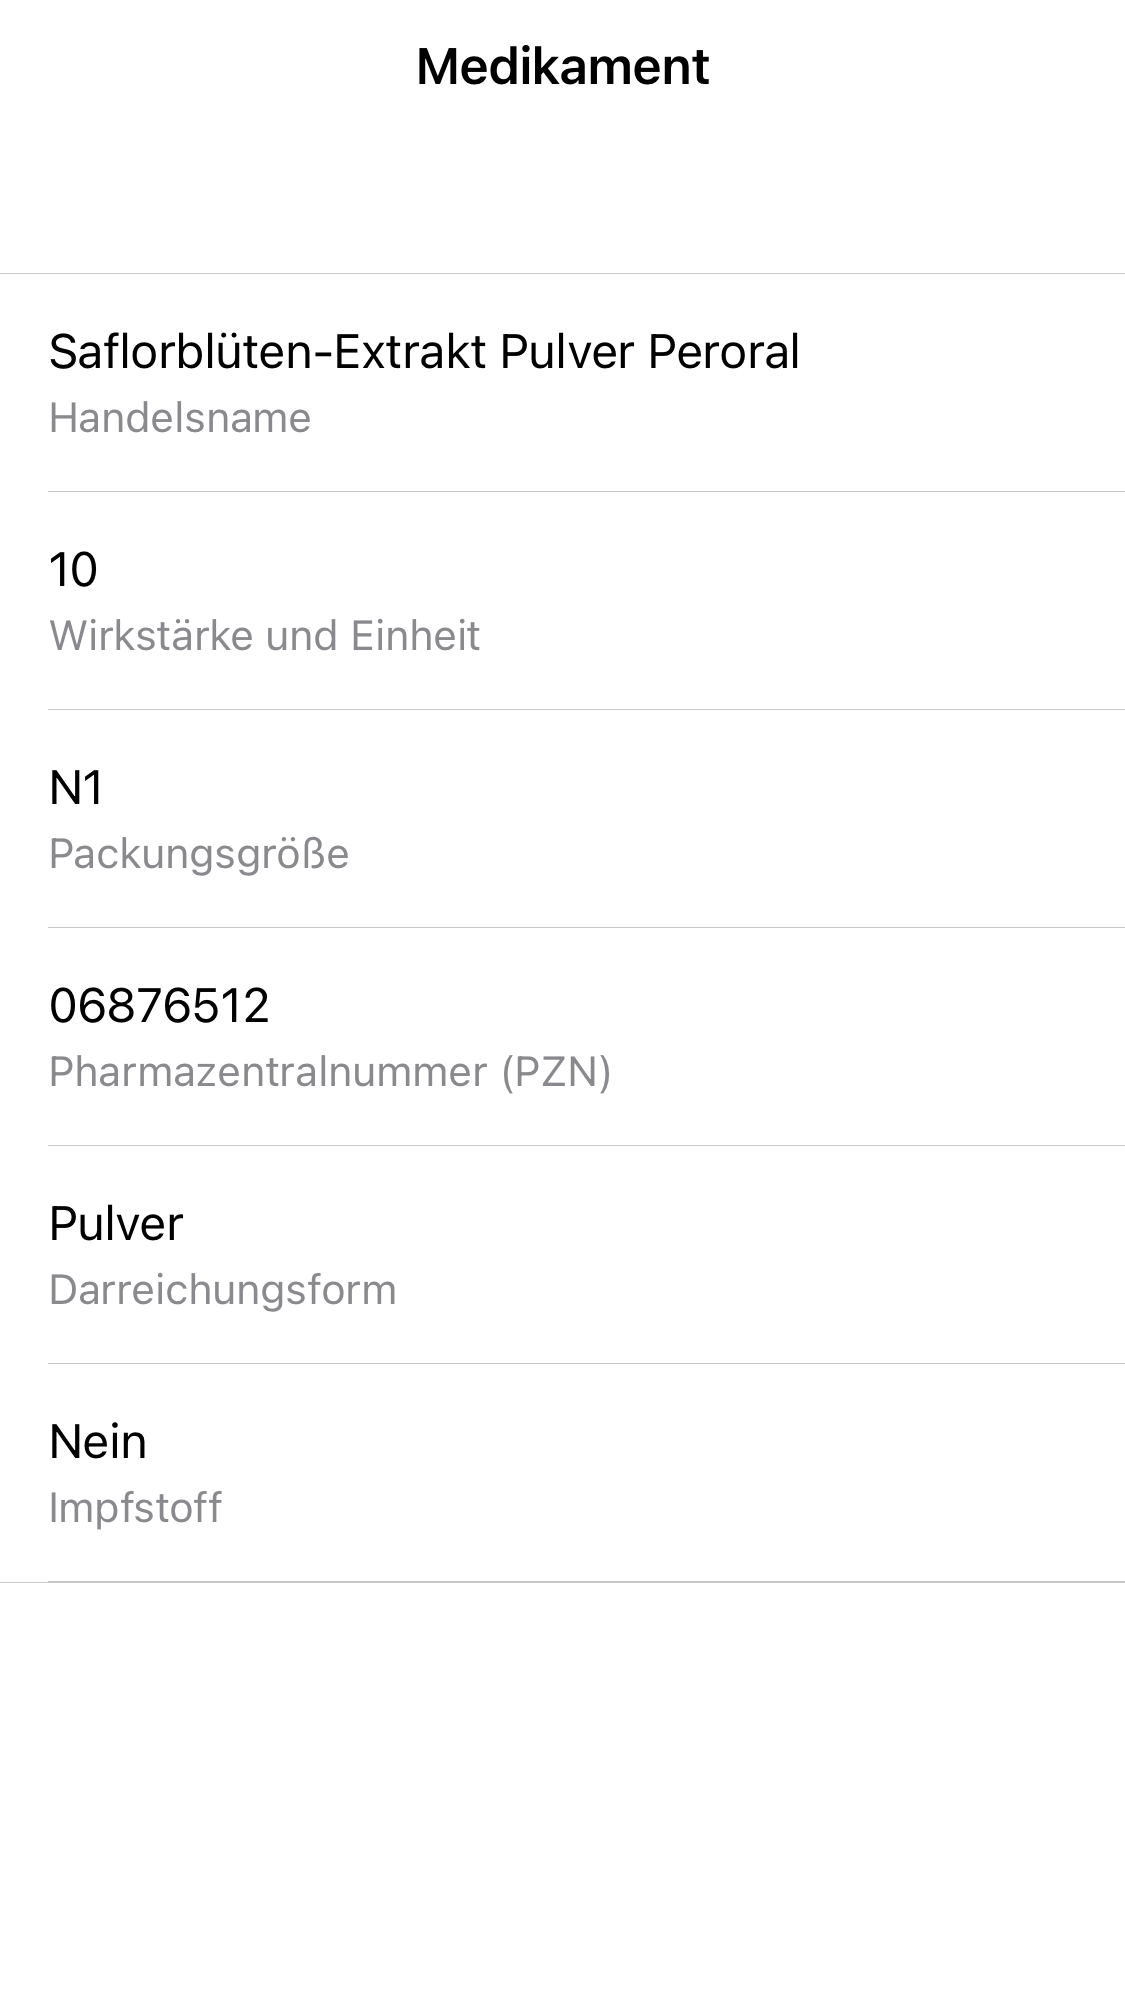 Medikament
Saflorblüten-Extrakt Pulver Peroral
Handelsname
10
Wirkstärke und Einheit
N1
Packungsgröße
06876512
Pharmazentralnummer (PZN)
Pulver
Darreichungsform
Nein
Impfstoff